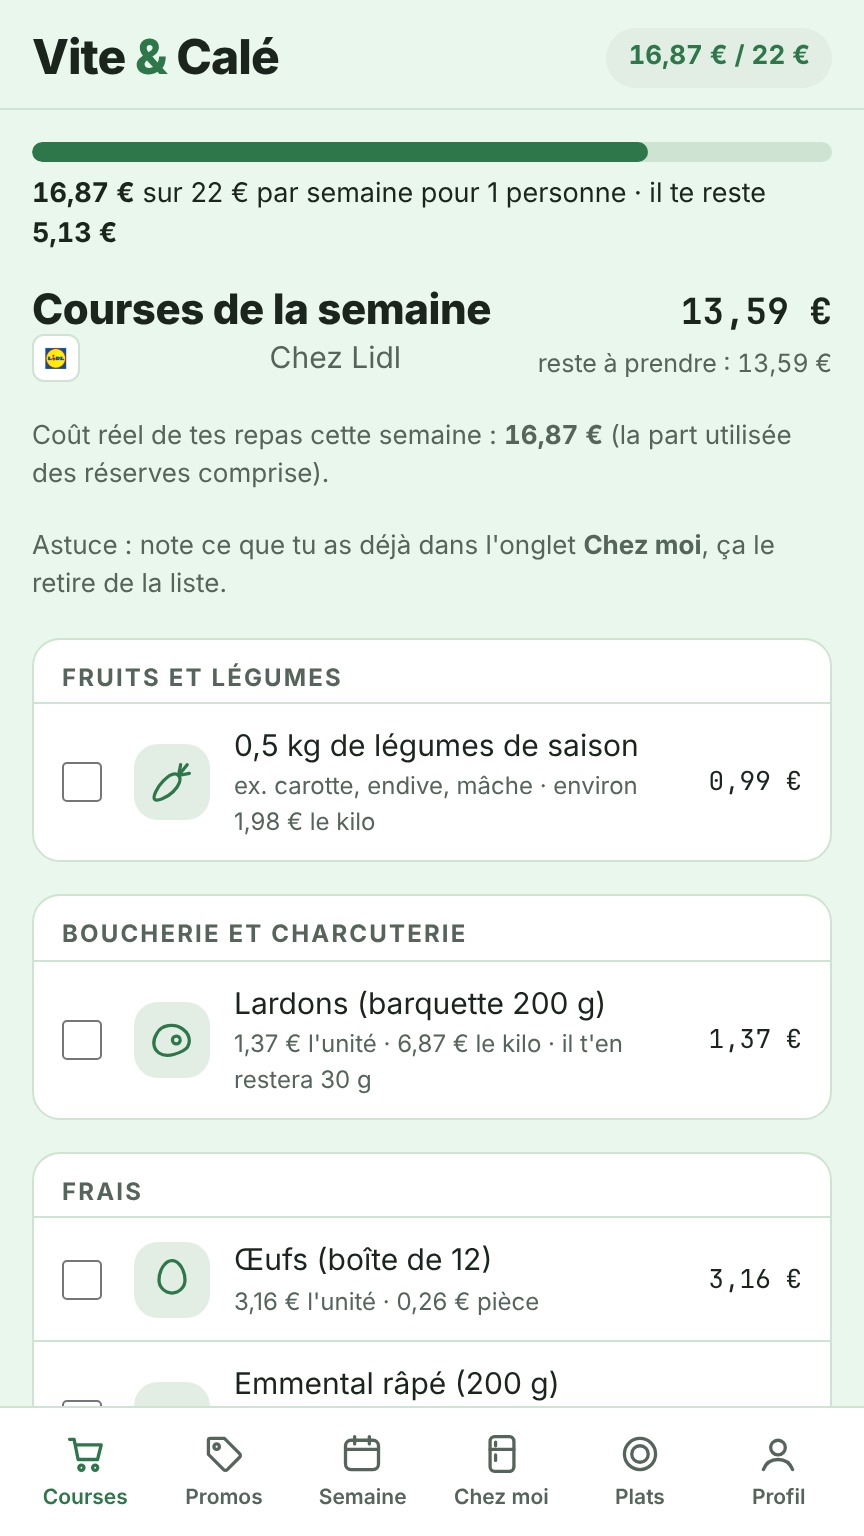 Vite & Calé
16,87 € / 22 €
16,87 € sur 22 € par semaine pour 1 personne · il te reste
5,13 €
Courses de la semaine
13,59 €
LIDL
Chez Lidl
reste à prendre : 13,59 €
Coût réel de tes repas cette semaine : 16,87 € (la part utilisée
des réserves comprise).
Astuce : note ce que tu as déjà dans l'onglet Chez moi, ça le
retire de la liste.
FRUITS ET LÉGUMES
0,5 kg de légumes de saison
ex. carotte, endive, mâche · environ
1,98 € le kilo
0,99 €
BOUCHERIE ET CHARCUTERIE
Lardons (barquette 200 g)
1,37 € l'unité · 6,87 € le kilo · il t'en
restera 30 g
1,37 €
FRAIS
Œufs (boîte de 12)
3,16 € l'unité · 0,26 € pièce
3,16 €
Emmental râpé (200 g)
Courses
Promos
Semaine
Chez moi
Plats
Profil